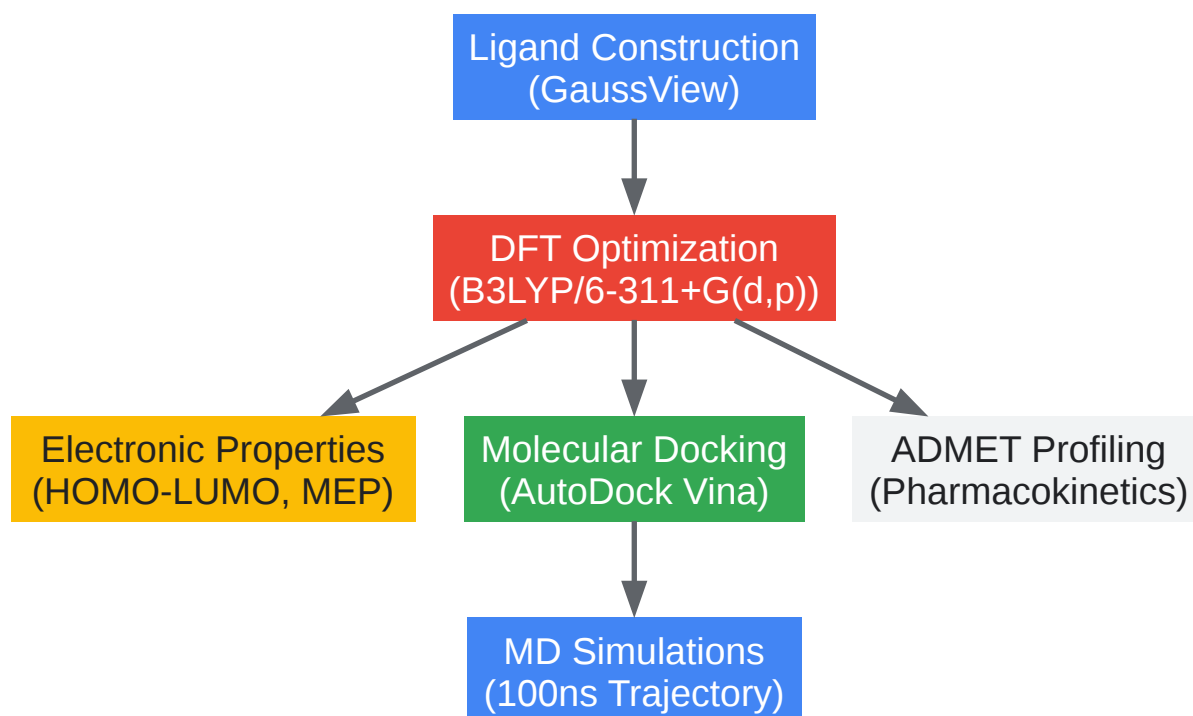 Ligand Construction
(GaussView)
DFT Optimization
(B3LYP/6-311+G(d,p))
Electronic Properties
(HOMO-LUMO, MEP)
Molecular Docking
(AutoDock Vina)
ADMET Profiling
(Pharmacokinetics)
MD Simulations
(100ns Trajectory)